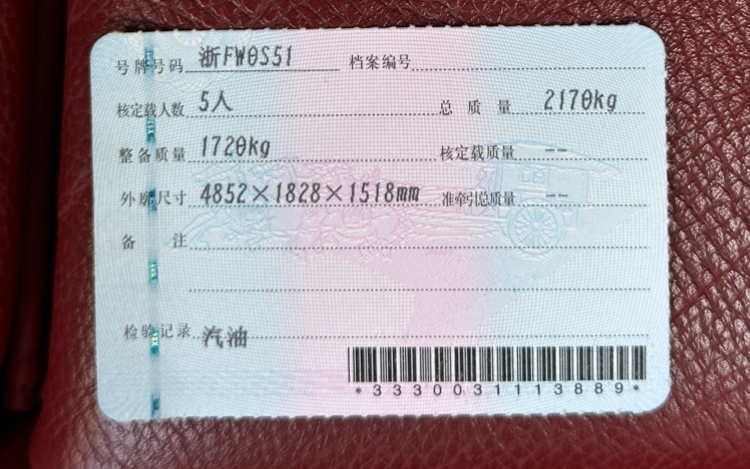 号牌号码 浙FW0S51 档案编号
核定载人数 5人 总质量 2170kg
整备质量 1720kg 核定载质量 --
外廓尺寸 4852×1828×1518mm 准牵引总质量 --
备注
检验记录 汽油
*3330031113889*